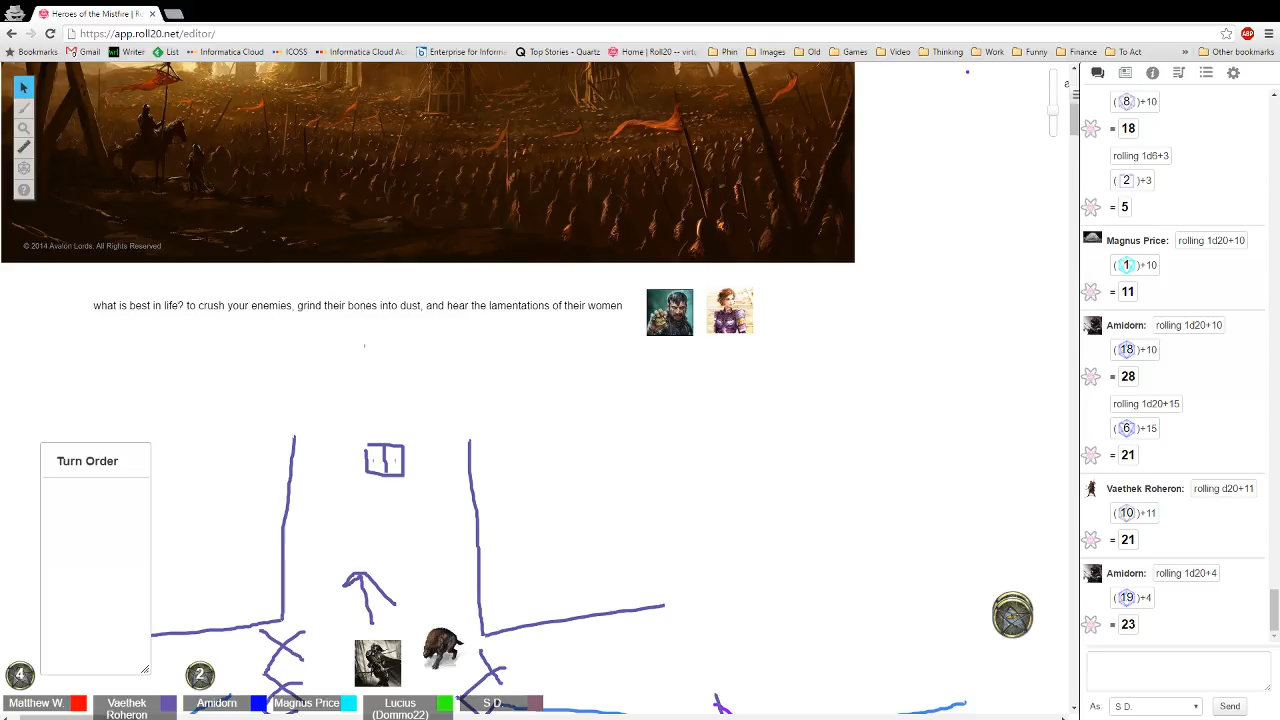 Heroes of the Mistfire | R
https://app.roll20.net/editor/
Bookmarks Gmail Writer List Informatica Cloud ICOSS Informatica Cloud Ac Enterprise for Inform Top Stories - Quartz Home | Roll20 -- virtu Phin Images Old Games Video Thinking Work Funny Finance To Act » Other bookmarks
ABP
© 2014 Avalon Lords. All Rights Reserved
what is best in life? to crush your enemies, grind their bones into dust, and hear the lamentations of their women
Turn Order
4
2
Matthew W.
Vaethek Roheron
Amidorn
Magnus Price
Lucius (Dommo22)
S D.
(8)+10
= 18
rolling 1d6+3
(2)+3
= 5
Magnus Price: rolling 1d20+10
(1)+10
= 11
Amidorn: rolling 1d20+10
(18)+10
= 28
rolling 1d20+15
(6)+15
= 21
Vaethek Roheron: rolling d20+11
(10)+11
= 21
Amidorn: rolling 1d20+4
(19)+4
= 23
As: S D. Send